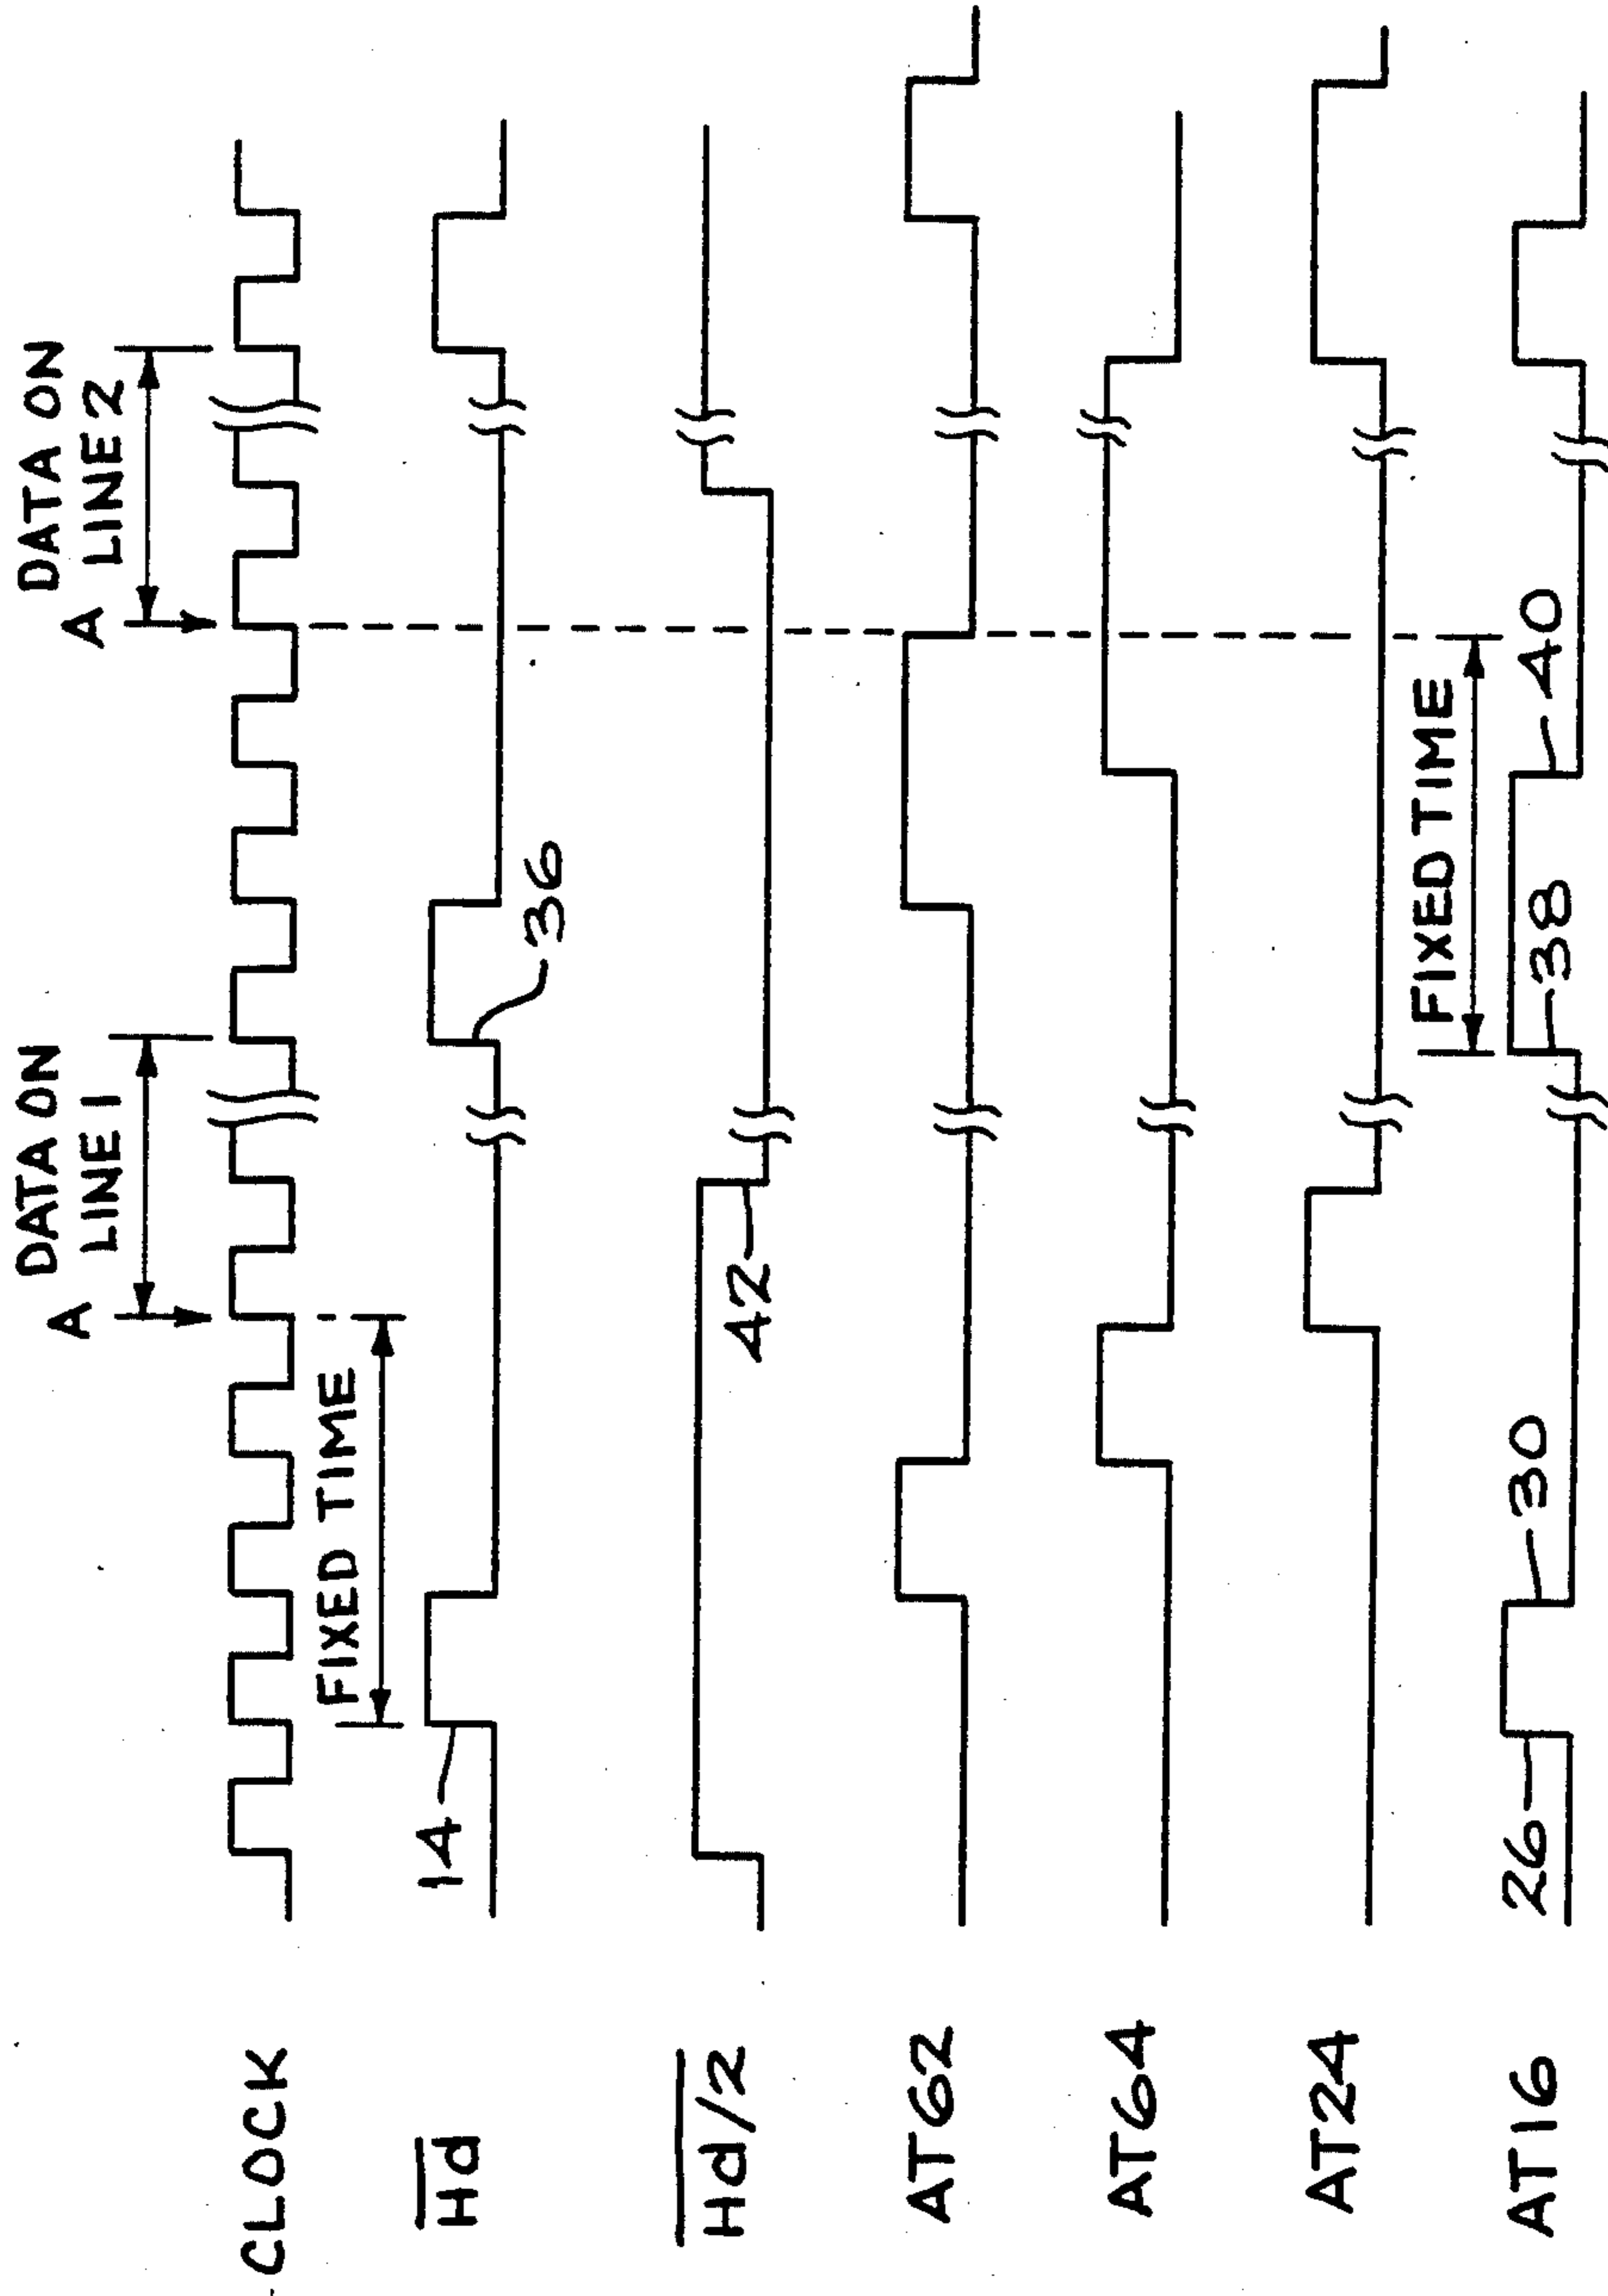 DATA ON
LINE 1
DATA ON
LINE 2
A
A
CLOCK
FIXED TIME
Hd
14
36
Hd/2
42
AT62
AT64
AT24
FIXED TIME
AT16
26
30
38
40